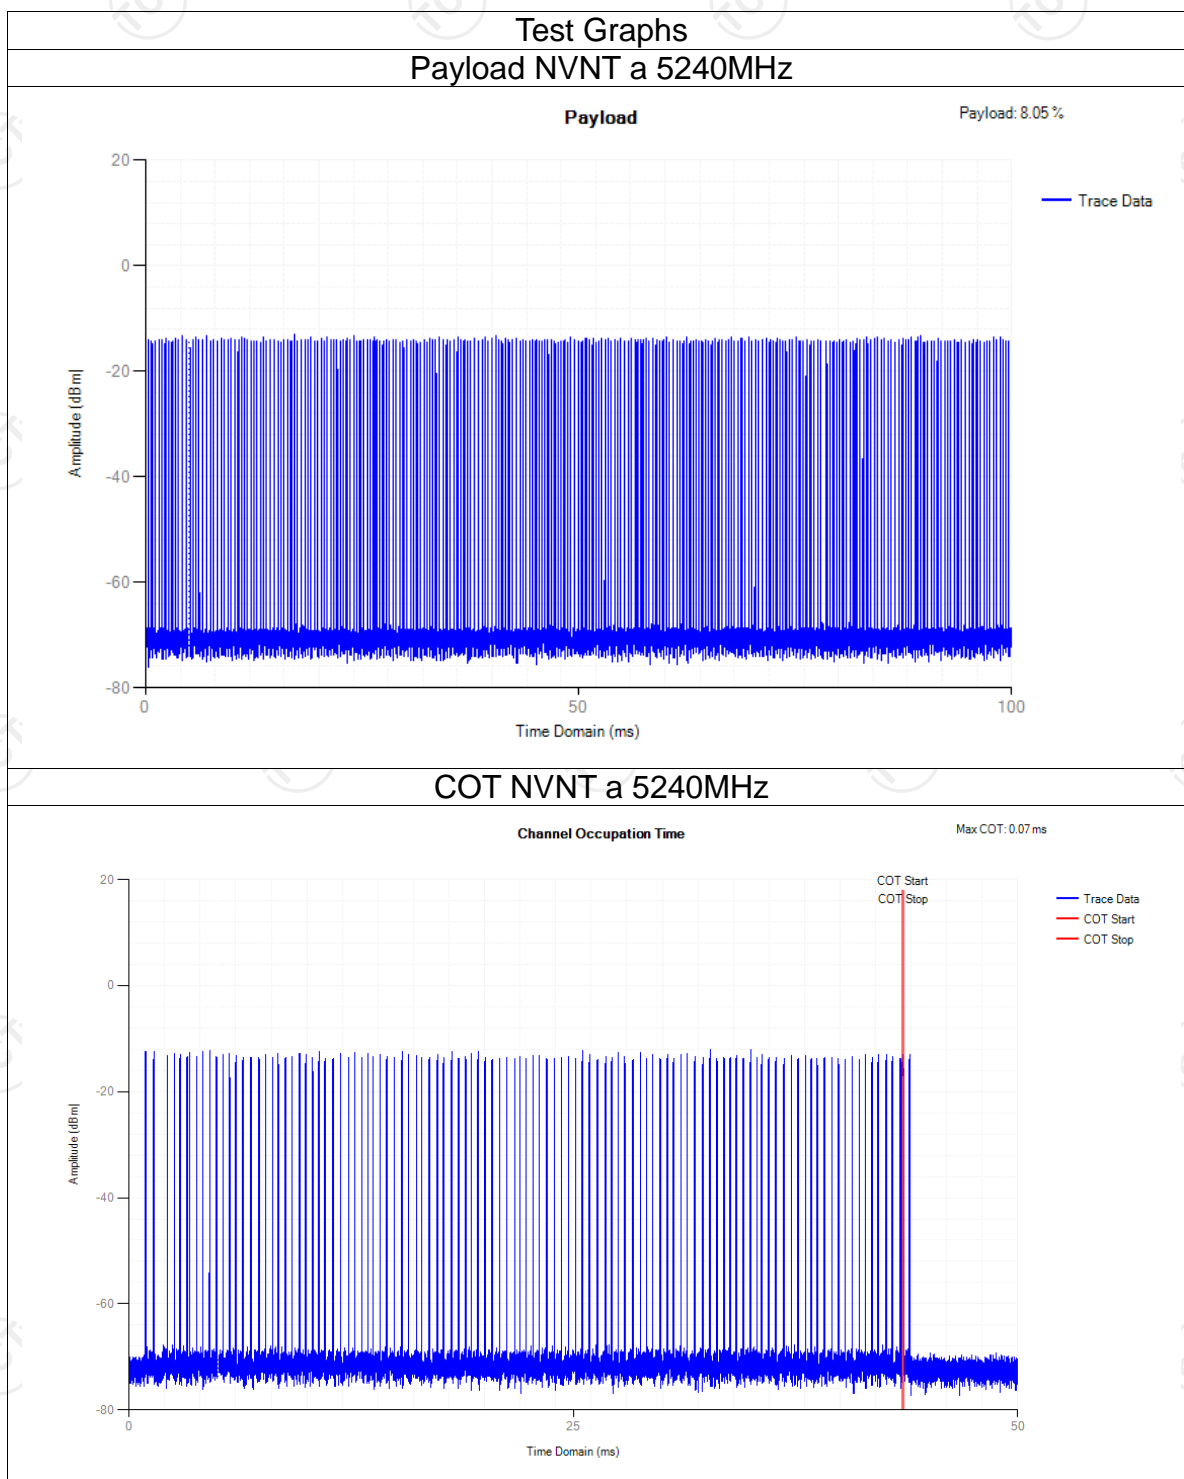 Test Graphs
Payload NVNT a 5240MHz
Payload
Payload: 8.05 %
20
0
-20
-40
-60
-80
Amplitude [dBm]
0
50
100
Time Domain (ms)
Trace Data
COT NVNT a 5240MHz
Channel Occupation Time
Max COT: 0.07 ms
COT Start
COT Stop
20
0
-20
-40
-60
-80
Amplitude [dBm]
0
25
50
Time Domain (ms)
Trace Data
COT Start
COT Stop